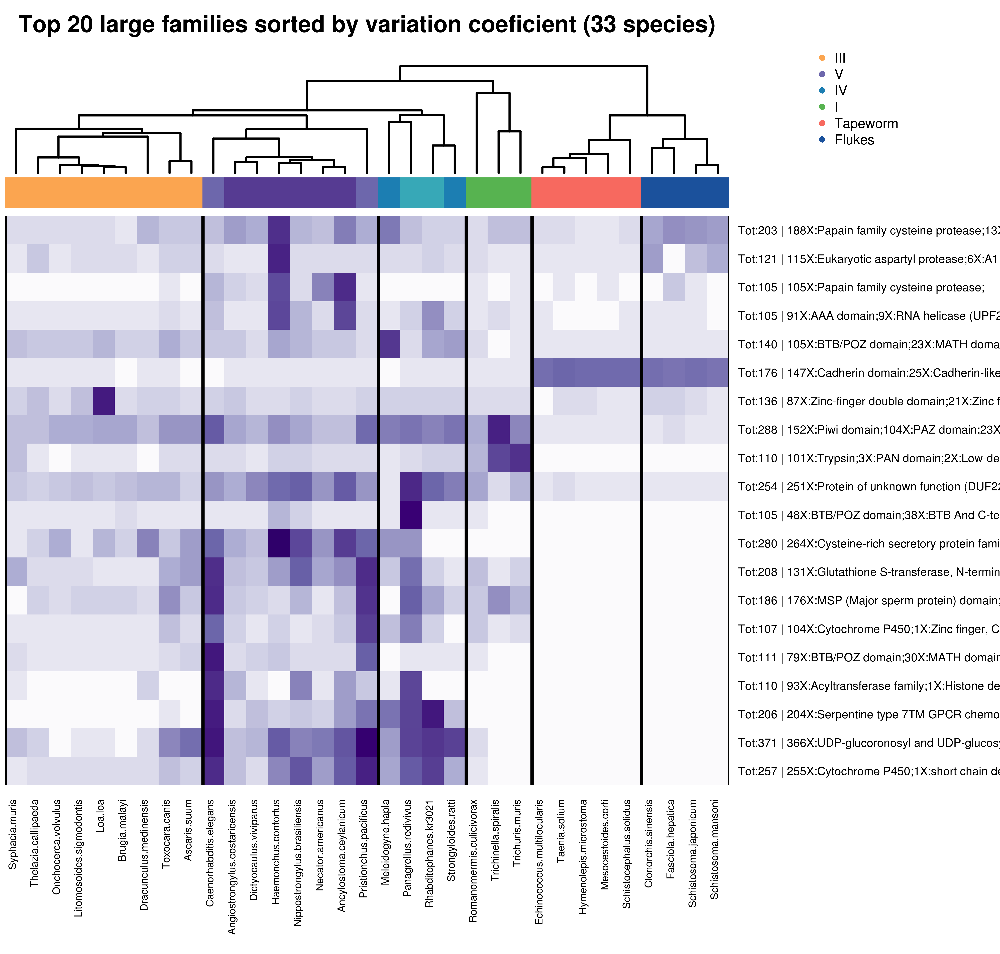 Top 20 large families sorted by variation coeficient (33 species)
III
V
IV
I
Tapeworm
Flukes
Tot:203 | 188X:Papain family cysteine protease;13X
Tot:121 | 115X:Eukaryotic aspartyl protease;6X:A1
Tot:105 | 105X:Papain family cysteine protease;
Tot:105 | 91X:AAA domain;9X:RNA helicase (UPF2
Tot:140 | 105X:BTB/POZ domain;23X:MATH doma
Tot:176 | 147X:Cadherin domain;25X:Cadherin-like
Tot:136 | 87X:Zinc-finger double domain;21X:Zinc f
Tot:288 | 152X:Piwi domain;104X:PAZ domain;23X
Tot:110 | 101X:Trypsin;3X:PAN domain;2X:Low-de
Tot:254 | 251X:Protein of unknown function (DUF22
Tot:105 | 48X:BTB/POZ domain;38X:BTB And C-te
Tot:280 | 264X:Cysteine-rich secretory protein fami
Tot:208 | 131X:Glutathione S-transferase, N-termin
Tot:186 | 176X:MSP (Major sperm protein) domain;
Tot:107 | 104X:Cytochrome P450;1X:Zinc finger, C
Tot:111 | 79X:BTB/POZ domain;30X:MATH domain
Tot:110 | 93X:Acyltransferase family;1X:Histone de
Tot:206 | 204X:Serpentine type 7TM GPCR chemo
Tot:371 | 366X:UDP-glucoronosyl and UDP-glucosy
Tot:257 | 255X:Cytochrome P450;1X:short chain de
Syphacia.muris
Thelazia.callipaeda
Onchocerca.volvulus
Litomosoides.sigmodontis
Loa.loa
Brugia.malayi
Dracunculus.medinensis
Toxocara.canis
Ascaris.suum
Caenorhabditis.elegans
Angiostrongylus.costaricensis
Dictyocaulus.viviparus
Haemonchus.contortus
Nippostrongylus.brasiliensis
Necator.americanus
Ancylostoma.ceylanicum
Pristionchus.pacificus
Meloidogyne.hapla
Panagrellus.redivivus
Rhabditophanes.kr3021
Strongyloides.ratti
Romanomermis.culicivorax
Trichinella.spiralis
Trichuris.muris
Echinococcus.multilocularis
Taenia.solium
Hymenolepis.microstoma
Mesocestoides.corti
Schistocephalus.solidus
Clonorchis.sinensis
Fasciola.hepatica
Schistosoma.japonicum
Schistosoma.mansoni